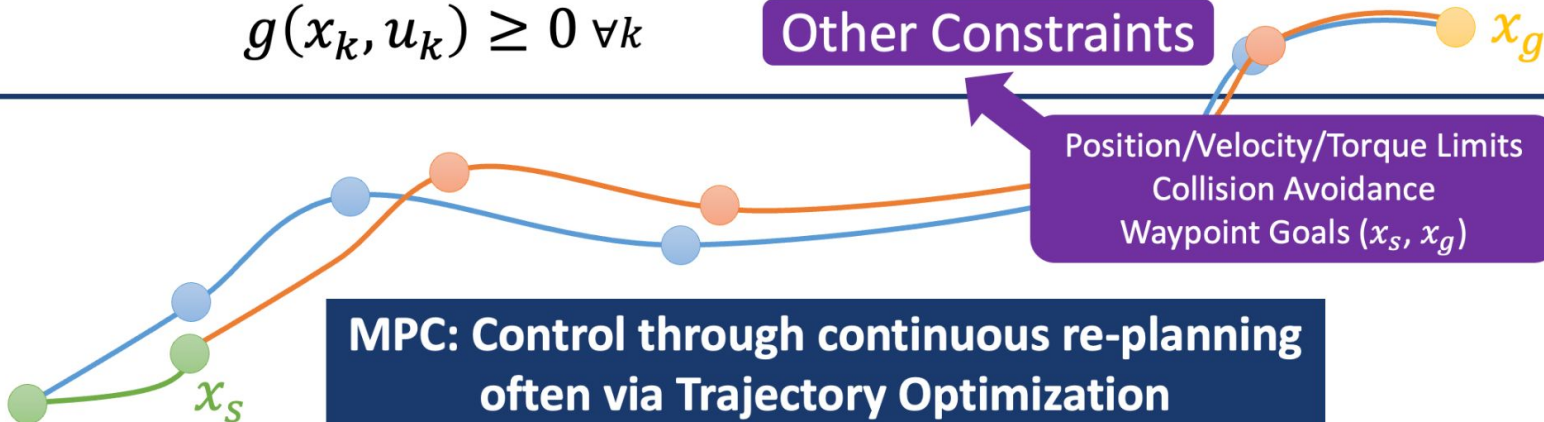 g(x_k, u_k) ≥ 0 ∀k
Other Constraints
x_g
Position/Velocity/Torque Limits
Collision Avoidance
Waypoint Goals (x_s, x_g)
x_s
MPC: Control through continuous re-planning
often via Trajectory Optimization